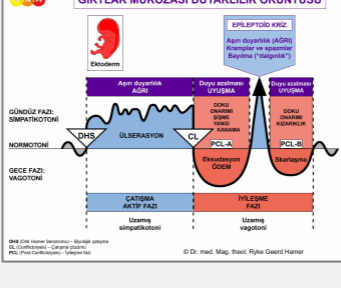 GIRTLAK MUKOZASI DUYARLILIK ÖRÜNTÜSÜ
EPİLEPTOİD KRİZ
Aşırı duyarlılık (AĞRI)
Kramplar ve spazmlar
Bayılma ("dalgınlık")
Ektoderm
Aşırı duyarlılık
AĞRI
Duyu azalması
UYUŞMA
Duyu azalması
UYUŞMA
GÜNDÜZ FAZI:
SİMPATİKOTONİ
DOKU
ONARIMI
ŞİŞME
YANGI
KANAMA
DOKU
ONARIMI
KIZARIKLIK
DHS
ÜLSERASYON
CL
NORMOTONİ
PCL-A
PCL-B
Eksudasyon
ÖDEM
Skarlaşma
GECE FAZI:
VAGOTONİ
ÇATIŞMA
AKTİF FAZI
İYİLEŞME
FAZI
Uzamış
simpatikotoni
Uzamış
vagotoni
DHS (Dirk Hamer Sendromu) – Biyolojik çatışma
CL (Conflictolysis) – Çatışma çözümü
PCL (Post-Conflictolysis) – İyileşme fazı
© Dr. med. Mag. theol. Ryke Geerd Hamer